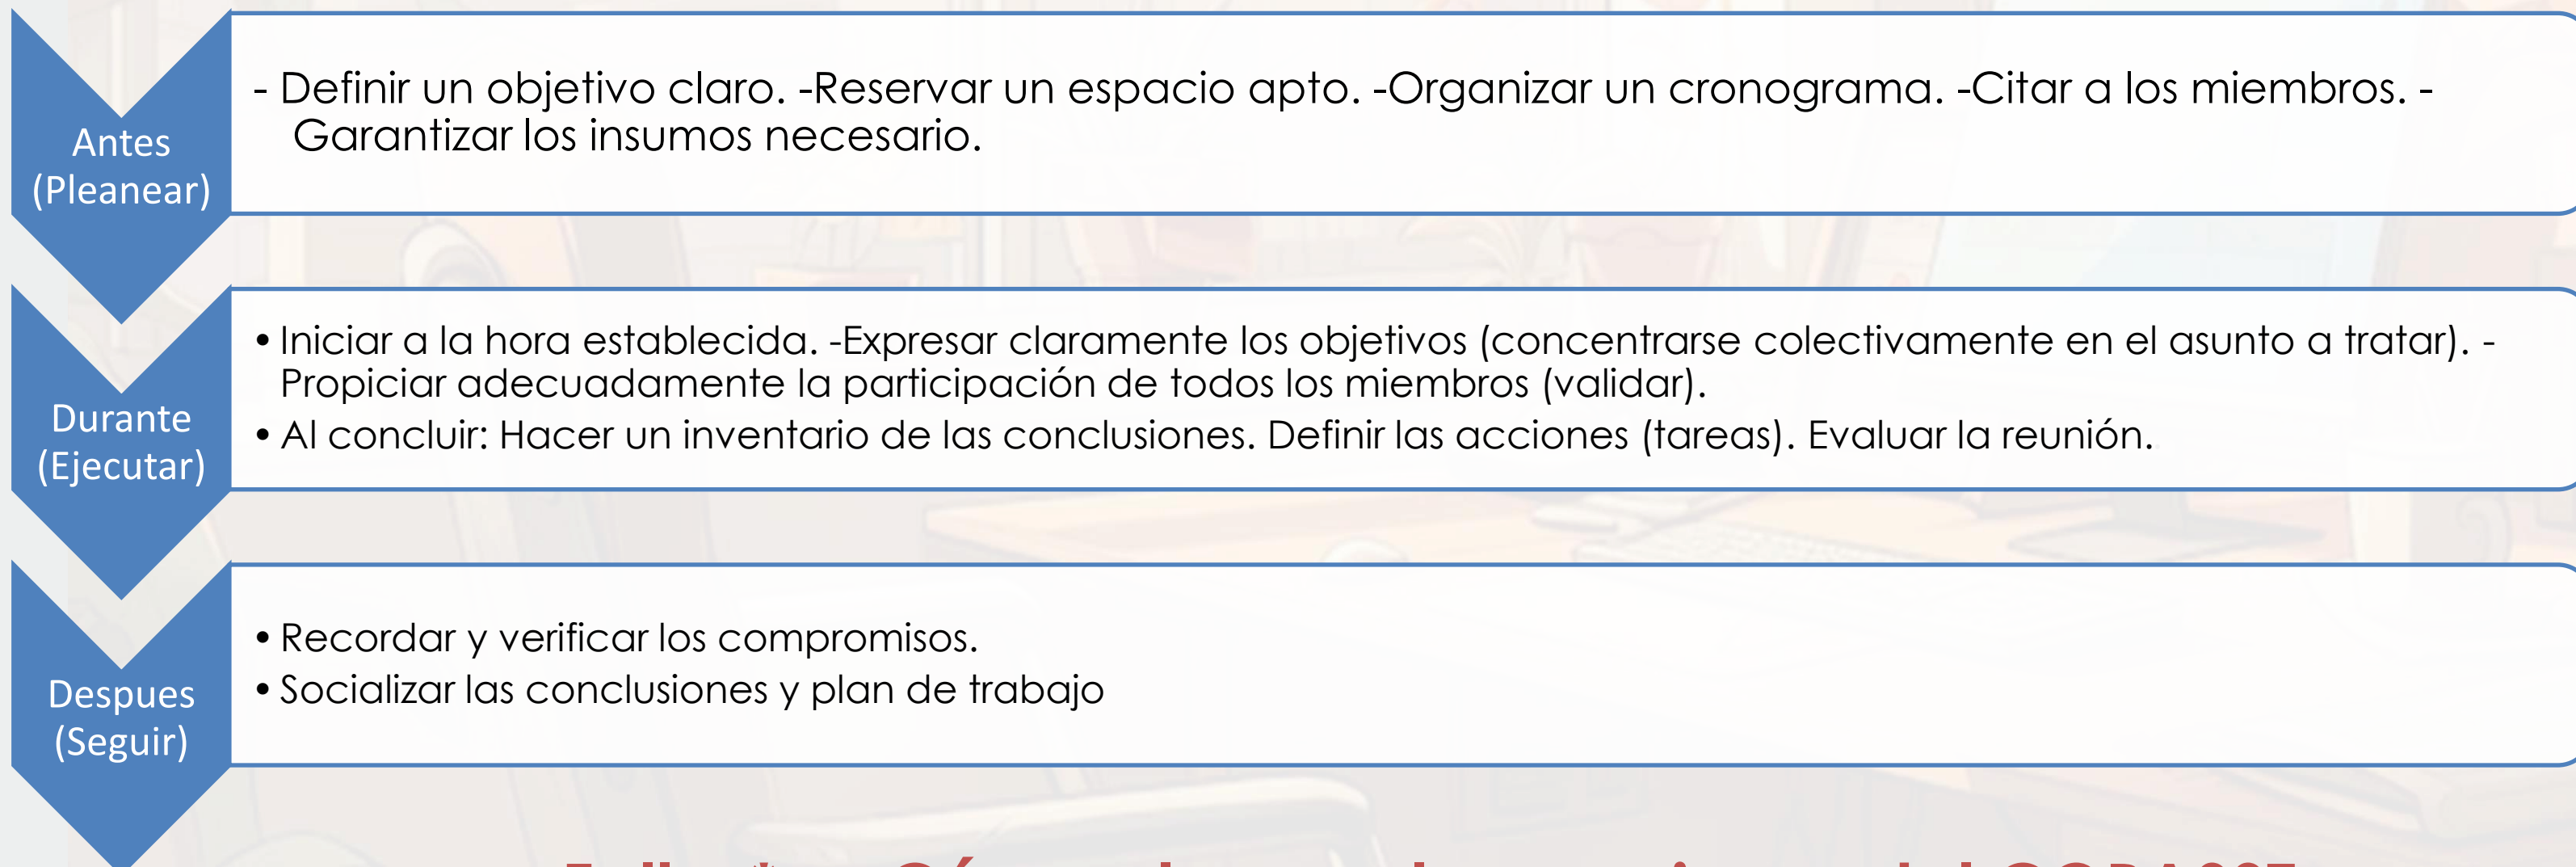 Antes
(Pleanear)
- Definir un objetivo claro. -Reservar un espacio apto. -Organizar un cronograma. -Citar a los miembros. -
Garantizar los insumos necesario.
Durante
(Ejecutar)
• Iniciar a la hora establecida. -Expresar claramente los objetivos (concentrarse colectivamente en el asunto a tratar). -
Propiciar adecuadamente la participación de todos los miembros (validar).
• Al concluir: Hacer un inventario de las conclusiones. Definir las acciones (tareas). Evaluar la reunión.
Despues
(Seguir)
• Recordar y verificar los compromisos.
• Socializar las conclusiones y plan de trabajo